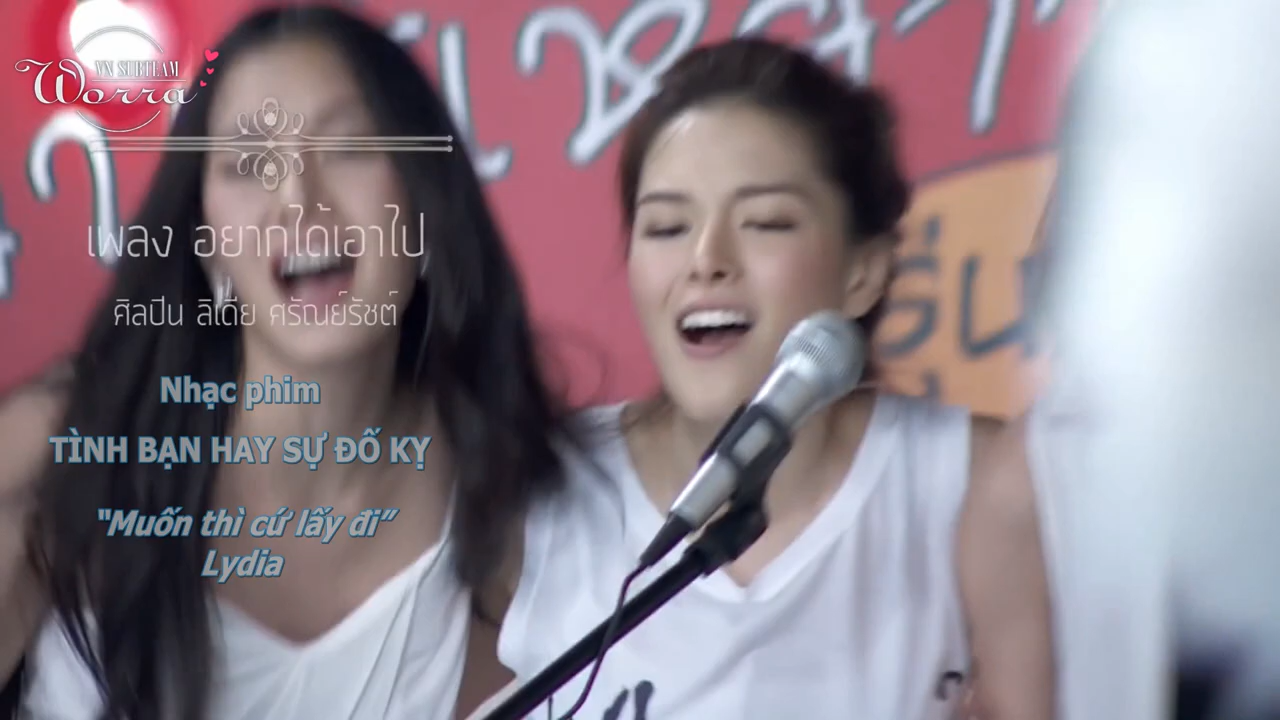 VN SUBTEAM
Worra
เพลง อยากได้เอาไป
ศิลปิน ลิเดีย ศรัณย์รัชต์
Nhạc phim
TÌNH BẠN HAY SỰ ĐỐ KỴ
"Muốn thì cứ lấy đi”
Lydia